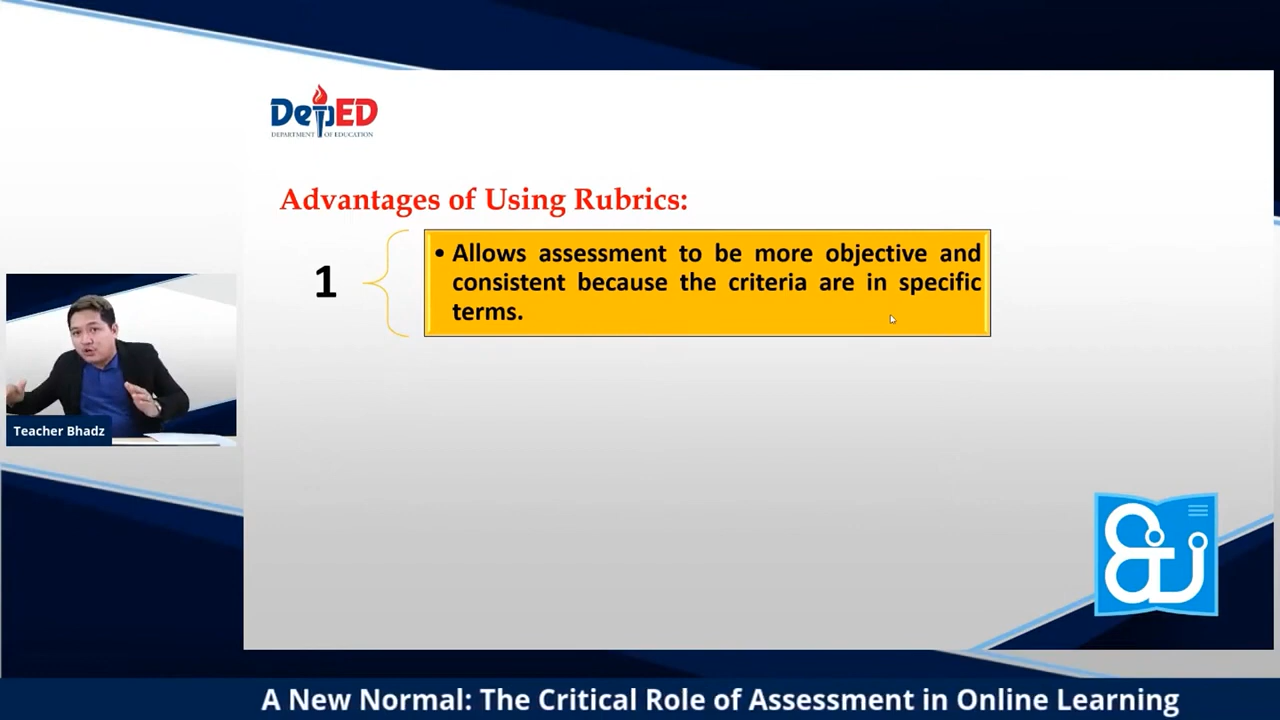 DepED
DEPARTMENT OF EDUCATION
Advantages of Using Rubrics:
1
• Allows assessment to be more objective and
consistent because the criteria are in specific
terms.
Teacher Bhadz
A New Normal: The Critical Role of Assessment in Online Learning